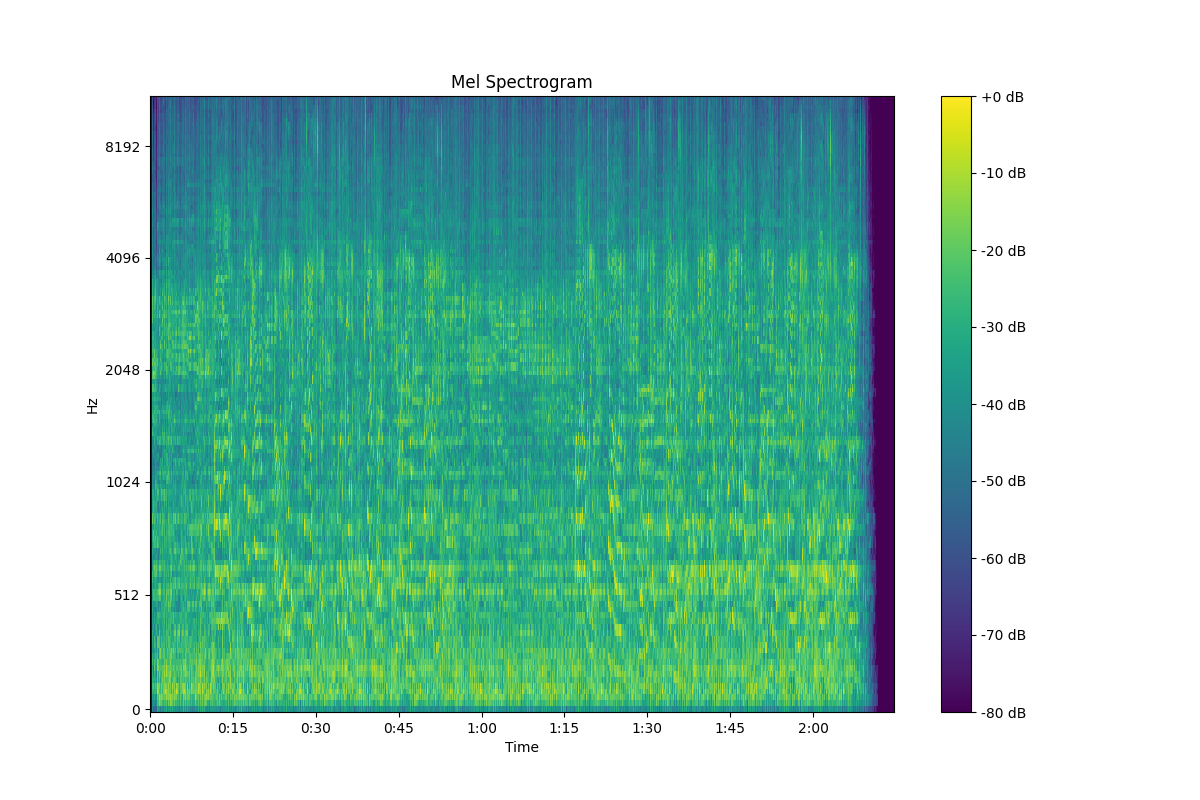 Mel Spectrogram
+0 dB
8192
-10 dB
-20 dB
4096
-30 dB
2048
Hz
-40 dB
1024
-50 dB
-60 dB
512
-70 dB
0
-80 dB
0:00 0:15 0:30 0:45 1:00 1:15 1:30 1:45 2:00
Time